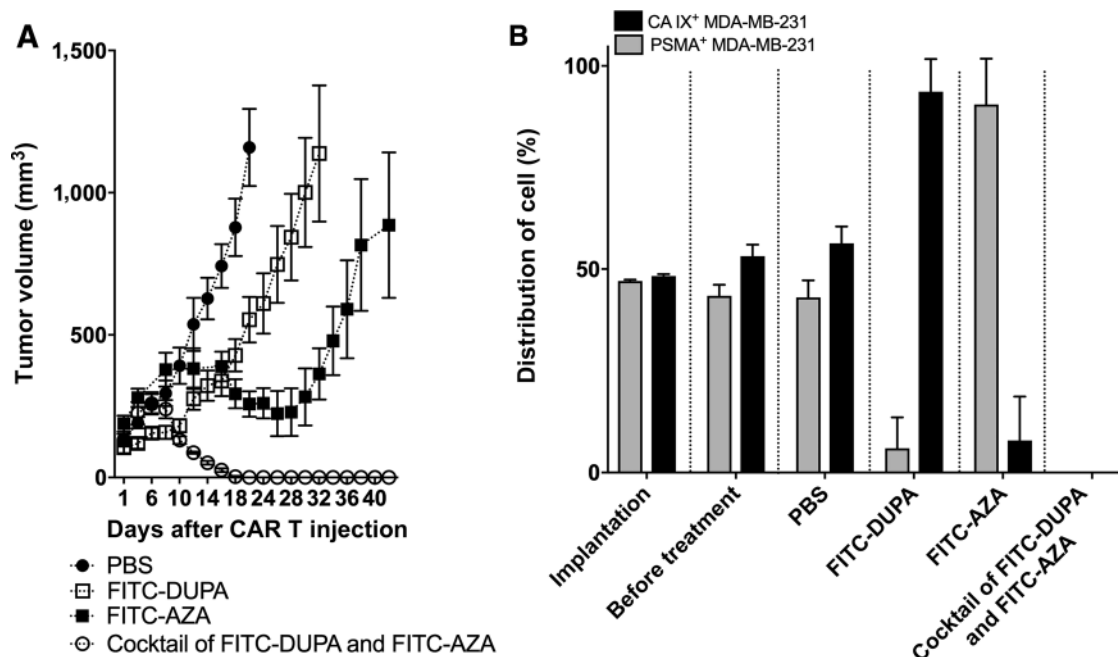 A
1,500
1,000
500
0
Tumor volume (mm³)
1 6 10 14 18 24 28 32 36 40
Days after CAR T injection
PBS
FITC-DUPA
FITC-AZA
Cocktail of FITC-DUPA and FITC-AZA
B
CA IX⁺ MDA-MB-231
PSMA⁺ MDA-MB-231
100
50
0
Distribution of cell (%)
Implantation
Before treatment
PBS
FITC-DUPA
FITC-AZA
Cocktail of FITC-DUPA
and FITC-AZA